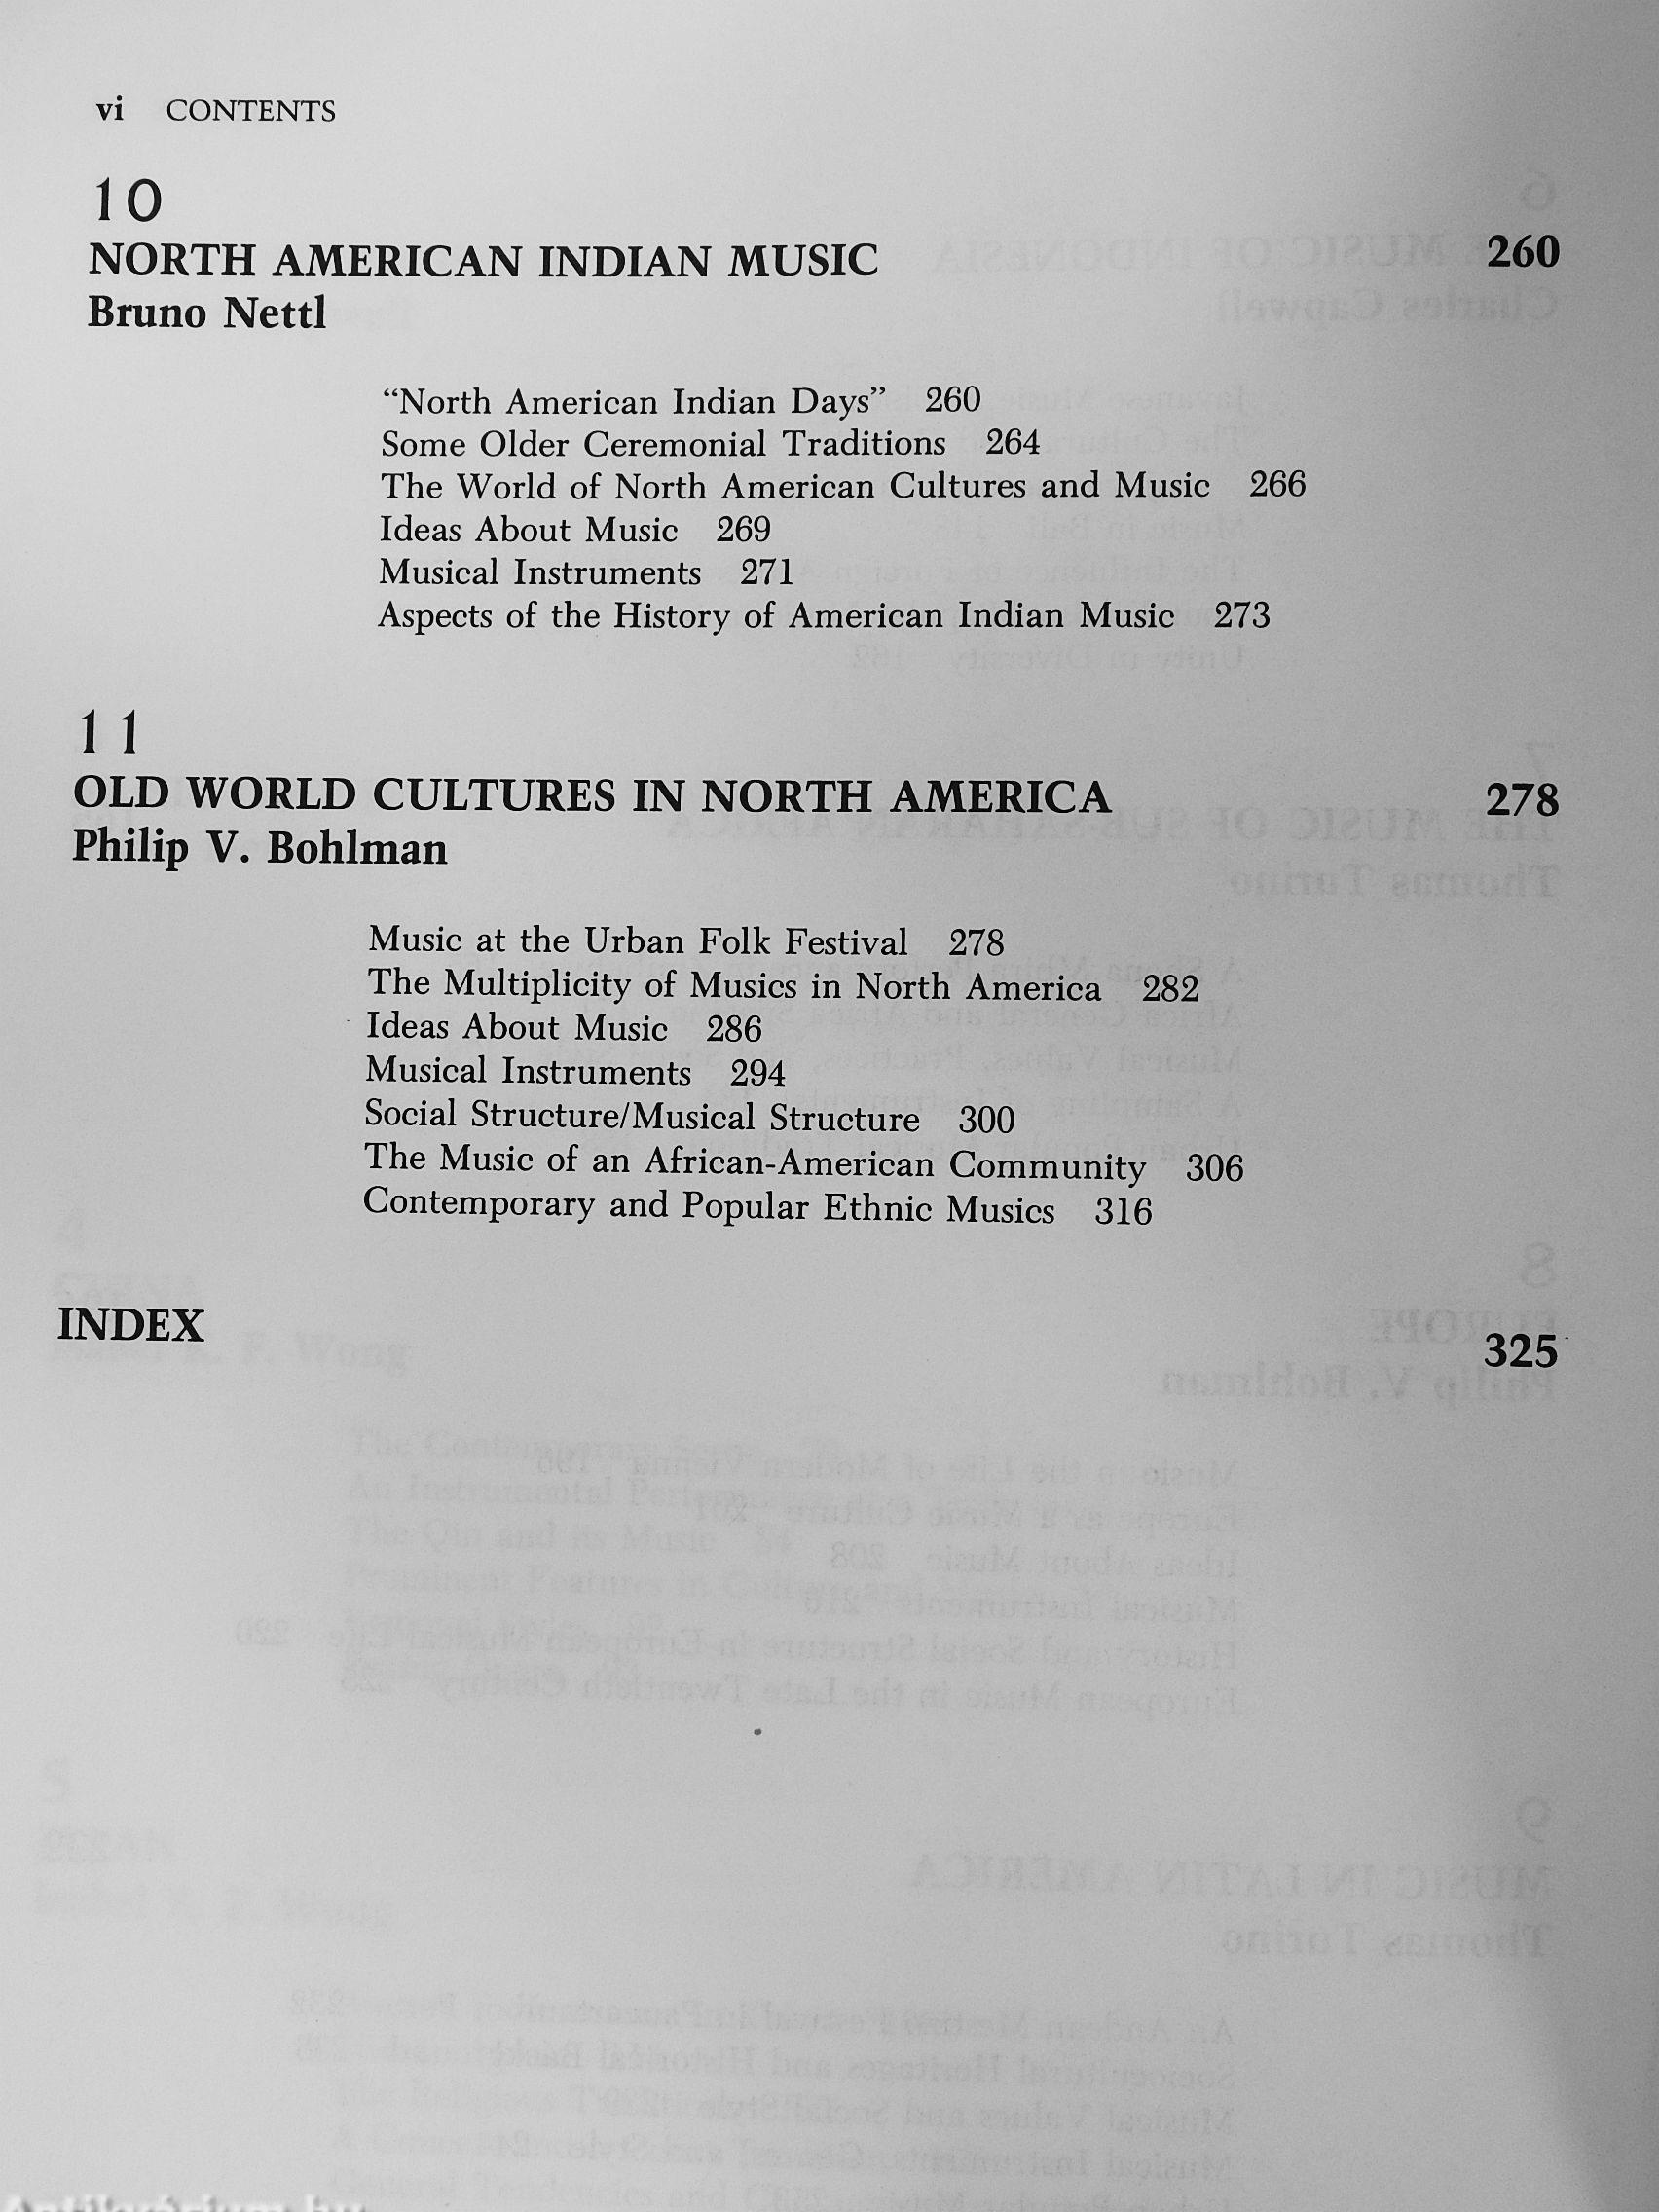 vi CONTENTS
10
NORTH AMERICAN INDIAN MUSIC 260
Bruno Nettl
“North American Indian Days” 260
Some Older Ceremonial Traditions 264
The World of North American Cultures and Music 266
Ideas About Music 269
Musical Instruments 271
Aspects of the History of American Indian Music 273
11
OLD WORLD CULTURES IN NORTH AMERICA 278
Philip V. Bohlman
Music at the Urban Folk Festival 278
The Multiplicity of Musics in North America 282
Ideas About Music 286
Musical Instruments 294
Social Structure/Musical Structure 300
The Music of an African-American Community 306
Contemporary and Popular Ethnic Musics 316
INDEX 325